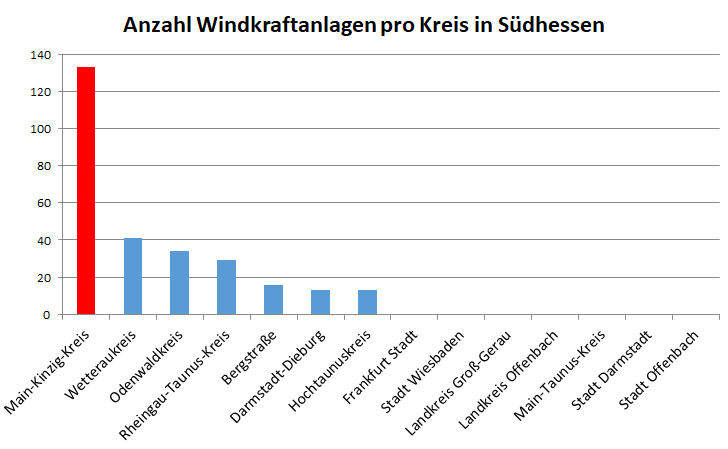 Anzahl Windkraftanlagen pro Kreis in Südhessen
140
120
100
80
60
40
20
0
Main-Kinzig-Kreis
Wetteraukreis
Odenwaldkreis
Rheingau-Taunus-Kreis
Bergstraße
Darmstadt-Dieburg
Hochtaunuskreis
Frankfurt Stadt
Stadt Wiesbaden
Landkreis Groß-Gerau
Landkreis Offenbach
Main-Taunus-Kreis
Stadt Darmstadt
Stadt Offenbach